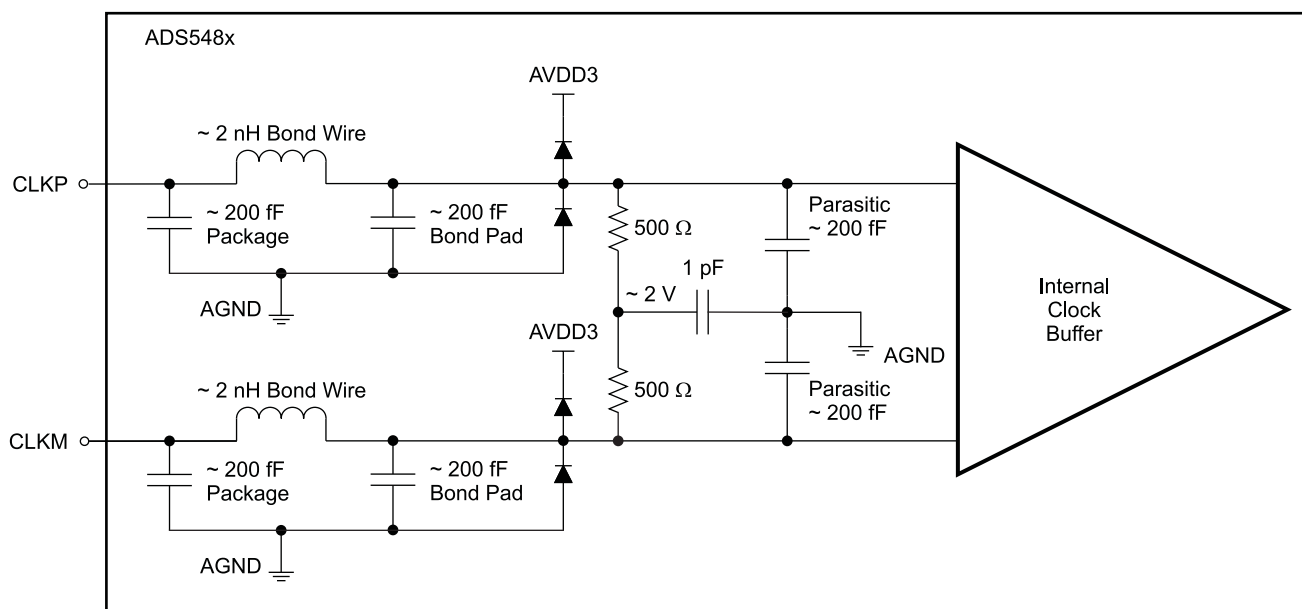 ADS548x
AVDD3
~ 2 nH Bond Wire
CLKP
~ 200 fF
Package
~ 200 fF
Bond Pad
500 Ω
Parasitic
~ 200 fF
1 pF
~ 2 V
AGND
Internal
Clock
Buffer
AVDD3
AGND
~ 2 nH Bond Wire
500 Ω
Parasitic
~ 200 fF
CLKM
~ 200 fF
Package
~ 200 fF
Bond Pad
AGND